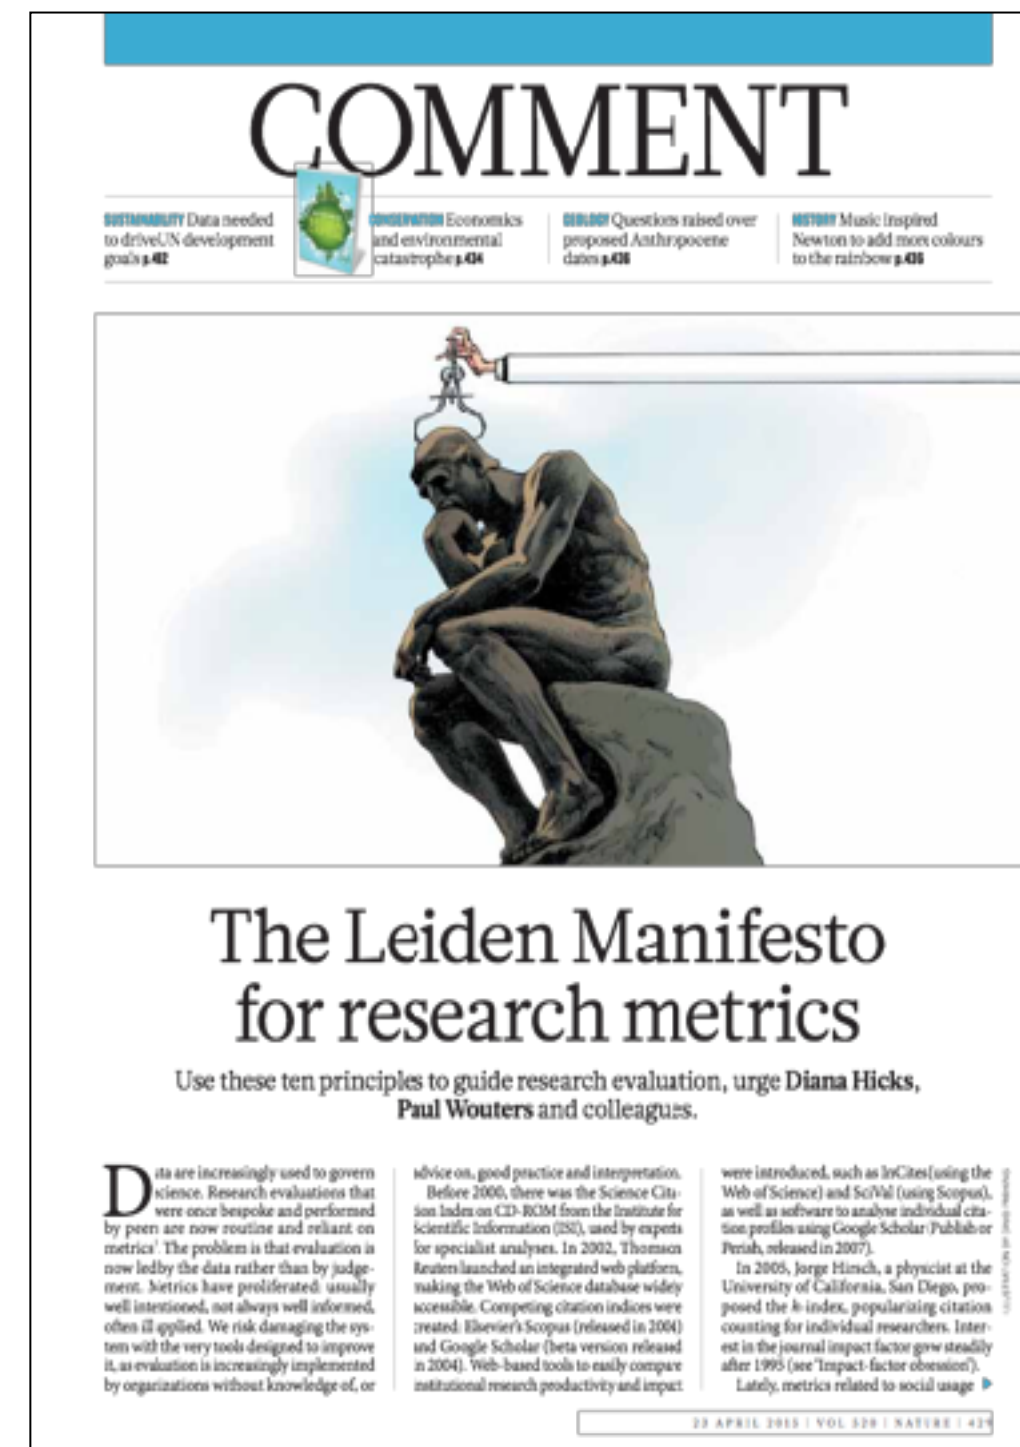 COMMENT
SUSTAINABILITY Data needed
to drive UN development
goals p.432
CONSERVATION Economics
and environmental
catastrophe p.434
GEOLOGY Questions raised over
proposed Anthropocene
dates p.436
HISTORY Music inspired
Newton to add more colours
to the rainbow p.436
The Leiden Manifesto
for research metrics
Use these ten principles to guide research evaluation, urge Diana Hicks,
Paul Wouters and colleagues.
Data are increasingly used to govern
science. Research evaluations that
were once bespoke and performed
by peers are now routine and reliant on
metrics¹. The problem is that evaluation is
now led by the data rather than by judge-
ment. Metrics have proliferated: usually
well intentioned, not always well informed,
often ill applied. We risk damaging the sys-
tem with the very tools designed to improve
it, as evaluation is increasingly implemented
by organizations without knowledge of, or
advice on, good practice and interpretation.
Before 2000, there was the Science Cita-
tion Index on CD-ROM from the Institute for
Scientific Information (ISI), used by experts
for specialist analyses. In 2002, Thomson
Reuters launched an integrated web platform,
making the Web of Science database widely
accessible. Competing citation indices were
created: Elsevier's Scopus (released in 2004)
and Google Scholar (beta version released
in 2004). Web-based tools to easily compare
institutional research productivity and impact
were introduced, such as InCites (using the
Web of Science) and SciVal (using Scopus),
as well as software to analyse individual cita-
tion profiles using Google Scholar (Publish or
Perish, released in 2007).
In 2005, Jorge Hirsch, a physicist at the
University of California, San Diego, pro-
posed the h-index, popularizing citation
counting for individual researchers. Inter-
est in the journal impact factor grew steadily
after 1995 (see 'Impact-factor obsession').
Lately, metrics related to social usage
ILLUSTRATION BY DAVID PARKINS
23 APRIL 2015 | VOL 520 | NATURE | 429